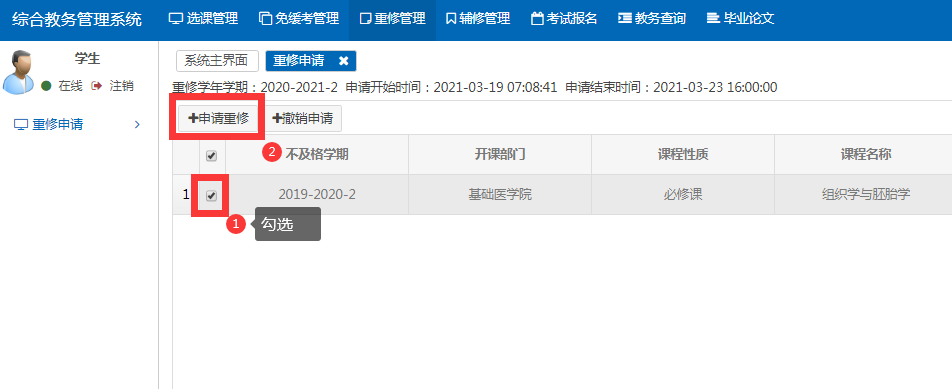 综合教务管理系统 选课管理 免缓考管理 重修管理 辅修管理 考试报名 教务查询 毕业论文
学生
在线 注销
重修申请
系统主界面 重修申请
重修学年学期：2020-2021-2 申请开始时间：2021-03-19 07:08:41 申请结束时间：2021-03-23 16:00:00
申请重修 撤销申请
2
不及格学期 开课部门 课程性质 课程名称
1 2019-2020-2 基础医学院 必修课 组织学与胚胎学
1 勾选